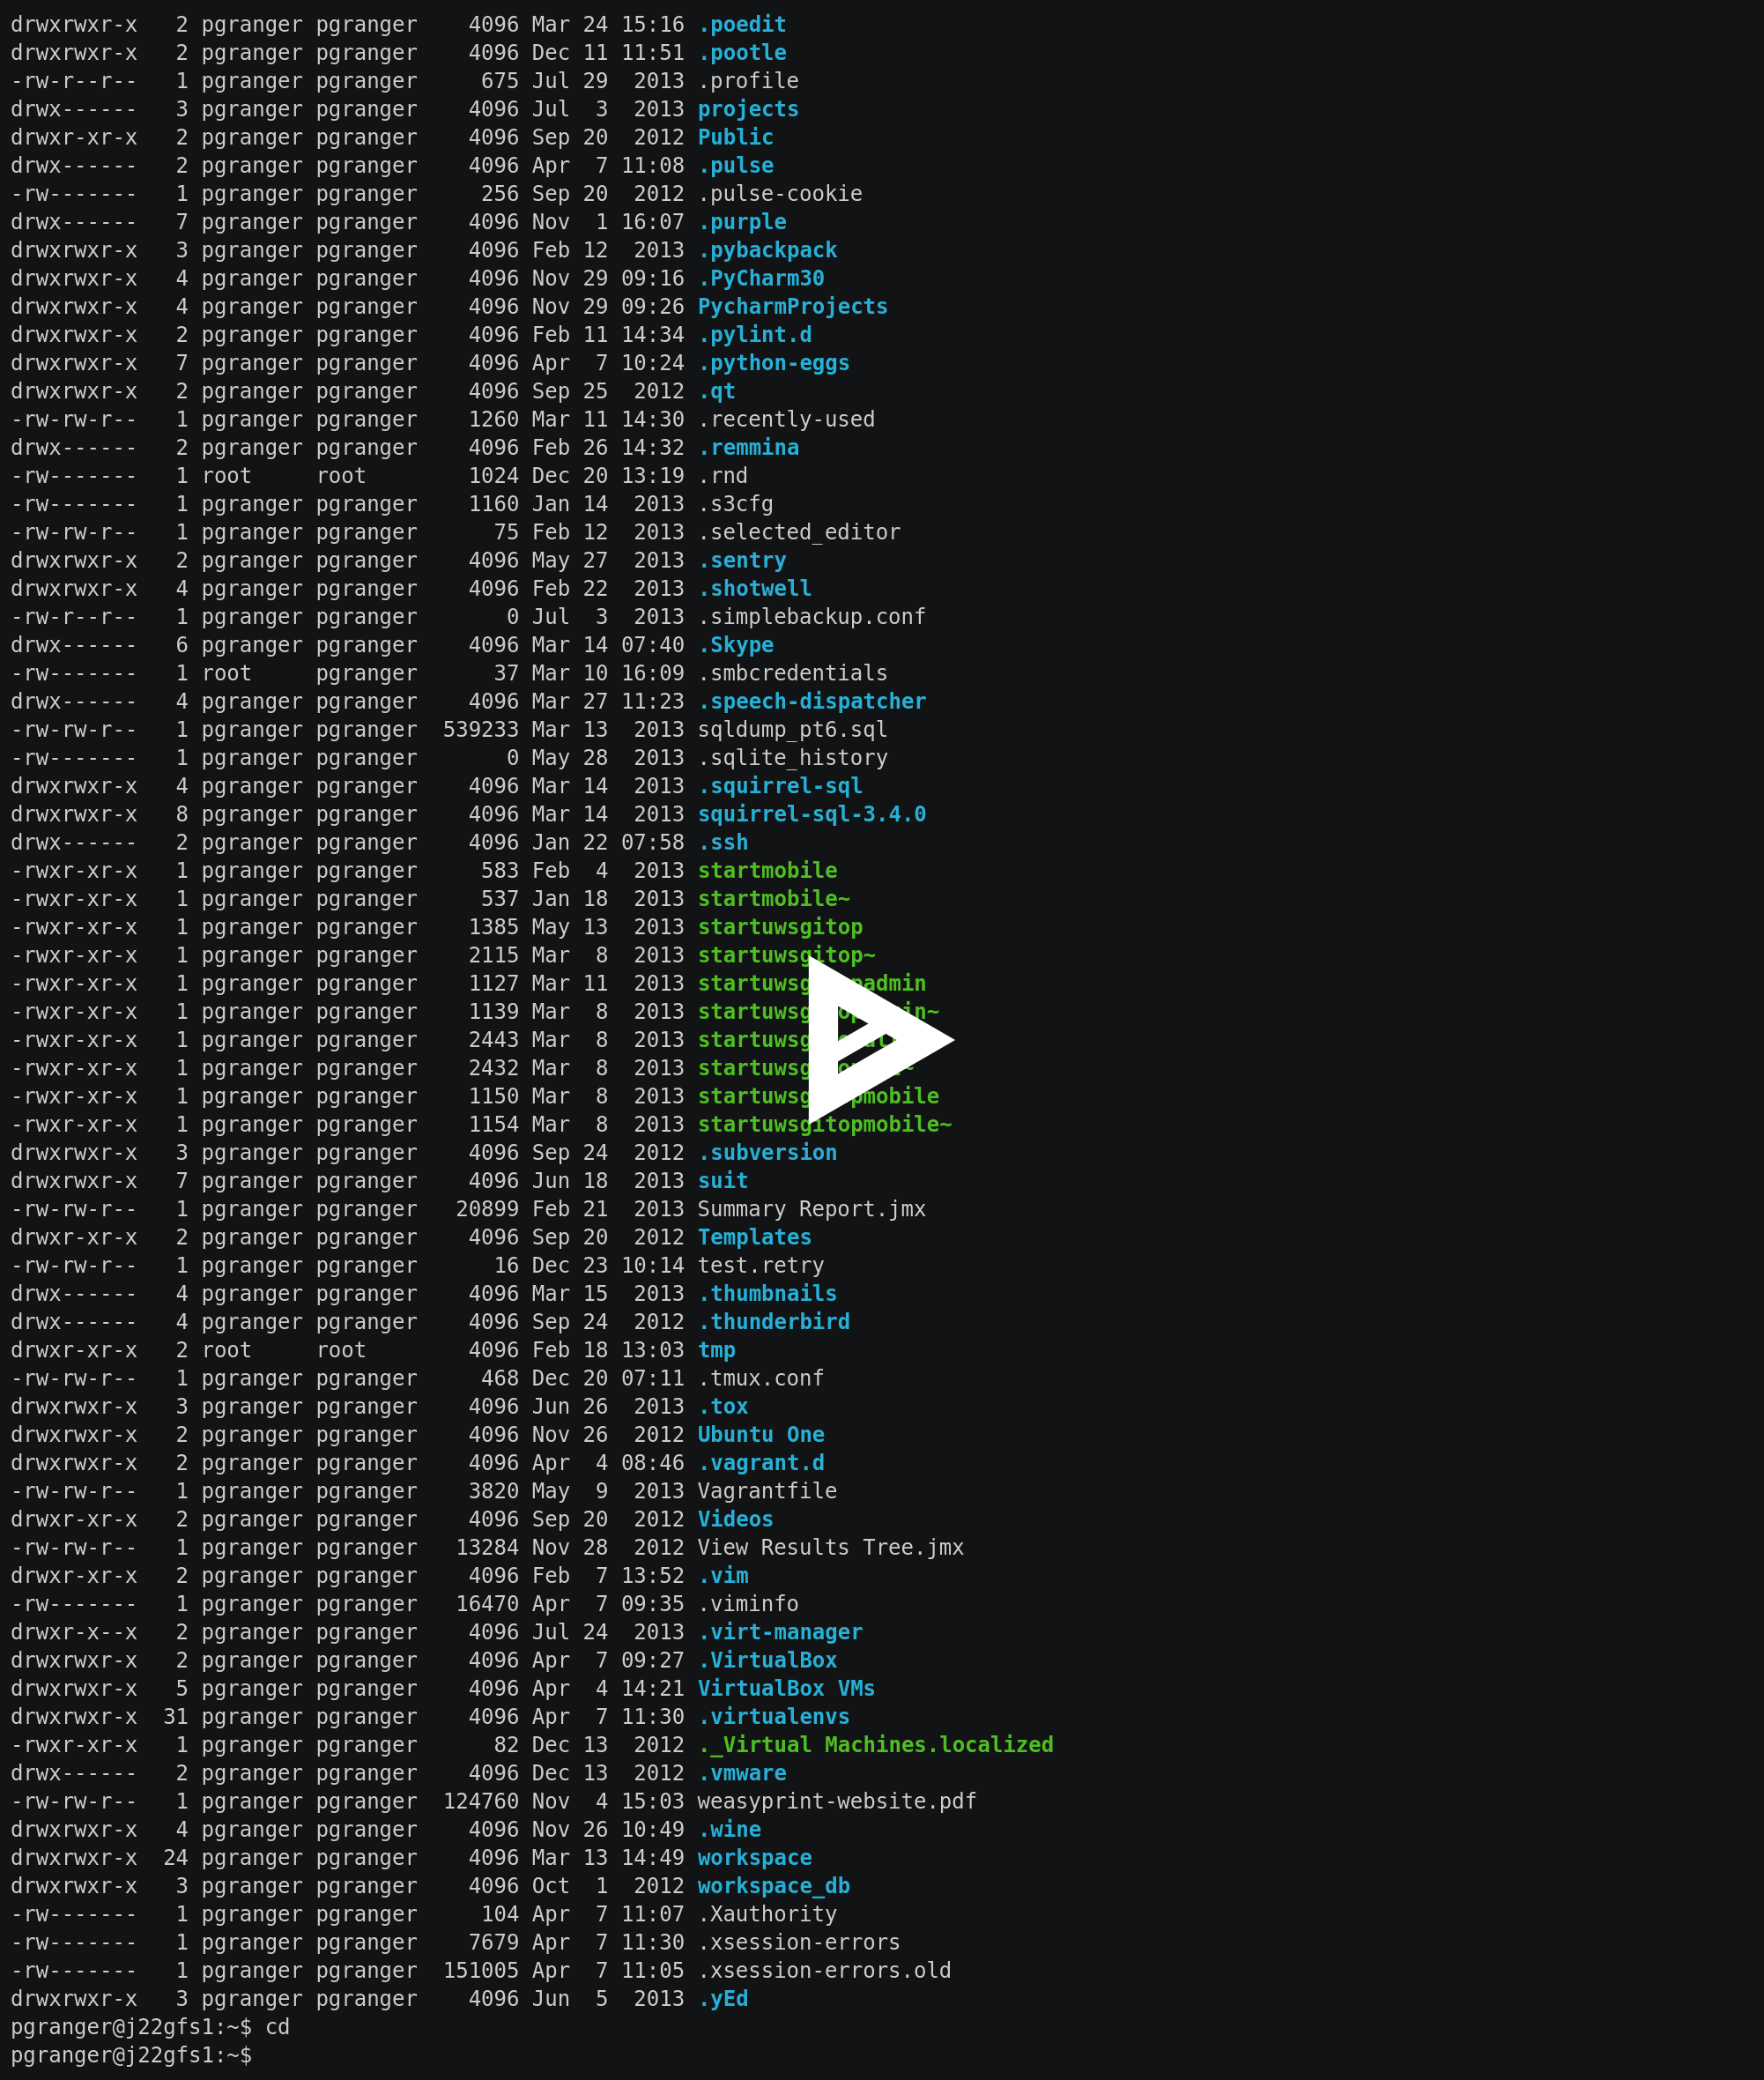 drwxrwxr-x   2 pgranger pgranger    4096 Mar 24 15:16 .poedit
drwxrwxr-x   2 pgranger pgranger    4096 Dec 11 11:51 .pootle
-rw-r--r--   1 pgranger pgranger     675 Jul 29  2013 .profile
drwx------   3 pgranger pgranger    4096 Jul  3  2013 projects
drwxr-xr-x   2 pgranger pgranger    4096 Sep 20  2012 Public
drwx------   2 pgranger pgranger    4096 Apr  7 11:08 .pulse
-rw-------   1 pgranger pgranger     256 Sep 20  2012 .pulse-cookie
drwx------   7 pgranger pgranger    4096 Nov  1 16:07 .purple
drwxrwxr-x   3 pgranger pgranger    4096 Feb 12  2013 .pybackpack
drwxrwxr-x   4 pgranger pgranger    4096 Nov 29 09:16 .PyCharm30
drwxrwxr-x   4 pgranger pgranger    4096 Nov 29 09:26 PycharmProjects
drwxrwxr-x   2 pgranger pgranger    4096 Feb 11 14:34 .pylint.d
drwxrwxr-x   7 pgranger pgranger    4096 Apr  7 10:24 .python-eggs
drwxrwxr-x   2 pgranger pgranger    4096 Sep 25  2012 .qt
-rw-rw-r--   1 pgranger pgranger    1260 Mar 11 14:30 .recently-used
drwx------   2 pgranger pgranger    4096 Feb 26 14:32 .remmina
-rw-------   1 root     root        1024 Dec 20 13:19 .rnd
-rw-------   1 pgranger pgranger    1160 Jan 14  2013 .s3cfg
-rw-rw-r--   1 pgranger pgranger      75 Feb 12  2013 .selected_editor
drwxrwxr-x   2 pgranger pgranger    4096 May 27  2013 .sentry
drwxrwxr-x   4 pgranger pgranger    4096 Feb 22  2013 .shotwell
-rw-r--r--   1 pgranger pgranger       0 Jul  3  2013 .simplebackup.conf
drwx------   6 pgranger pgranger    4096 Mar 14 07:40 .Skype
-rw-------   1 root     pgranger      37 Mar 10 16:09 .smbcredentials
drwx------   4 pgranger pgranger    4096 Mar 27 11:23 .speech-dispatcher
-rw-rw-r--   1 pgranger pgranger  539233 Mar 13  2013 sqldump_pt6.sql
-rw-------   1 pgranger pgranger       0 May 28  2013 .sqlite_history
drwxrwxr-x   4 pgranger pgranger    4096 Mar 14  2013 .squirrel-sql
drwxrwxr-x   8 pgranger pgranger    4096 Mar 14  2013 squirrel-sql-3.4.0
drwx------   2 pgranger pgranger    4096 Jan 22 07:58 .ssh
-rwxr-xr-x   1 pgranger pgranger     583 Feb  4  2013 startmobile
-rwxr-xr-x   1 pgranger pgranger     537 Jan 18  2013 startmobile~
-rwxr-xr-x   1 pgranger pgranger    1385 May 13  2013 startuwsgitop
-rwxr-xr-x   1 pgranger pgranger    2115 Mar  8  2013 startuwsgitop~
-rwxr-xr-x   1 pgranger pgranger    1127 Mar 11  2013
-rwxr-xr-x   1 pgranger pgranger    1139 Mar  8  2013
-rwxr-xr-x   1 pgranger pgranger    2443 Mar  8  2013
-rwxr-xr-x   1 pgranger pgranger    2432 Mar  8  2013
-rwxr-xr-x   1 pgranger pgranger    1150 Mar  8  2013
-rwxr-xr-x   1 pgranger pgranger    1154 Mar  8  2013 startuwsgitopmobile~
drwxrwxr-x   3 pgranger pgranger    4096 Sep 24  2012 .subversion
drwxrwxr-x   7 pgranger pgranger    4096 Jun 18  2013 suit
-rw-rw-r--   1 pgranger pgranger   20899 Feb 21  2013 Summary Report.jmx
drwxr-xr-x   2 pgranger pgranger    4096 Sep 20  2012 Templates
-rw-rw-r--   1 pgranger pgranger      16 Dec 23 10:14 test.retry
drwx------   4 pgranger pgranger    4096 Mar 15  2013 .thumbnails
drwx------   4 pgranger pgranger    4096 Sep 24  2012 .thunderbird
drwxr-xr-x   2 root     root        4096 Feb 18 13:03 tmp
-rw-rw-r--   1 pgranger pgranger     468 Dec 20 07:11 .tmux.conf
drwxrwxr-x   3 pgranger pgranger    4096 Jun 26  2013 .tox
drwxrwxr-x   2 pgranger pgranger    4096 Nov 26  2012 Ubuntu One
drwxrwxr-x   2 pgranger pgranger    4096 Apr  4 08:46 .vagrant.d
-rw-rw-r--   1 pgranger pgranger    3820 May  9  2013 Vagrantfile
drwxr-xr-x   2 pgranger pgranger    4096 Sep 20  2012 Videos
-rw-rw-r--   1 pgranger pgranger   13284 Nov 28  2012 View Results Tree.jmx
drwxr-xr-x   2 pgranger pgranger    4096 Feb  7 13:52 .vim
-rw-------   1 pgranger pgranger   16470 Apr  7 09:35 .viminfo
drwxr-x--x   2 pgranger pgranger    4096 Jul 24  2013 .virt-manager
drwxrwxr-x   2 pgranger pgranger    4096 Apr  7 09:27 .VirtualBox
drwxrwxr-x   5 pgranger pgranger    4096 Apr  4 14:21 VirtualBox VMs
drwxrwxr-x  31 pgranger pgranger    4096 Apr  7 11:30 .virtualenvs
-rwxr-xr-x   1 pgranger pgranger      82 Dec 13  2012 ._Virtual Machines.localized
drwx------   2 pgranger pgranger    4096 Dec 13  2012 .vmware
-rw-rw-r--   1 pgranger pgranger  124760 Nov  4 15:03 weasyprint-website.pdf
drwxrwxr-x   4 pgranger pgranger    4096 Nov 26 10:49 .wine
drwxrwxr-x  24 pgranger pgranger    4096 Mar 13 14:49 workspace
drwxrwxr-x   3 pgranger pgranger    4096 Oct  1  2012 workspace_db
-rw-------   1 pgranger pgranger     104 Apr  7 11:07 .Xauthority
-rw-------   1 pgranger pgranger    7679 Apr  7 11:30 .xsession-errors
-rw-------   1 pgranger pgranger  151005 Apr  7 11:05 .xsession-errors.old
drwxrwxr-x   3 pgranger pgranger    4096 Jun  5  2013 .yEd
pgranger@j22gfs1:~$ cd
pgranger@j22gfs1:~$